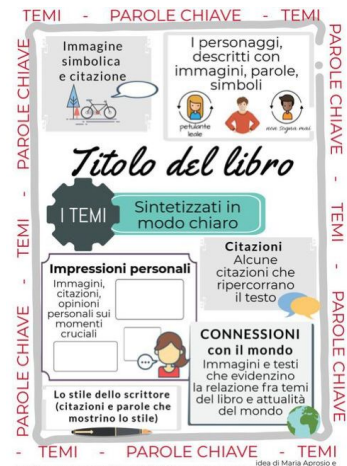 TEMI - PAROLE CHIAVE - TEMI
PAROLE CHIAVE - TEMI - PAROLE CHIAVE
PAROLE CHIAVE - TEMI - PAROLE CHIAVE
Immagine
simbolica
e citazione
I personaggi,
descritti con
immagini, parole,
simboli
petulante
leale
non sogna mai
Titolo del libro
I TEMI
Sintetizzati in
modo chiaro
Citazioni
Alcune
citazioni che
ripercorrano
il testo
Impressioni personali
Immagini,
citazioni,
opinioni
personali sui
momenti
cruciali
CONNESSIONI
con il mondo
Immagini e testi
che evidenzino
la relazione fra temi
del libro e attualità
del mondo
Lo stile dello scrittore
(citazioni e parole che
mostrino lo stile)
- TEMI - PAROLE CHIAVE - TEMI
idea di Maria Aprosio e